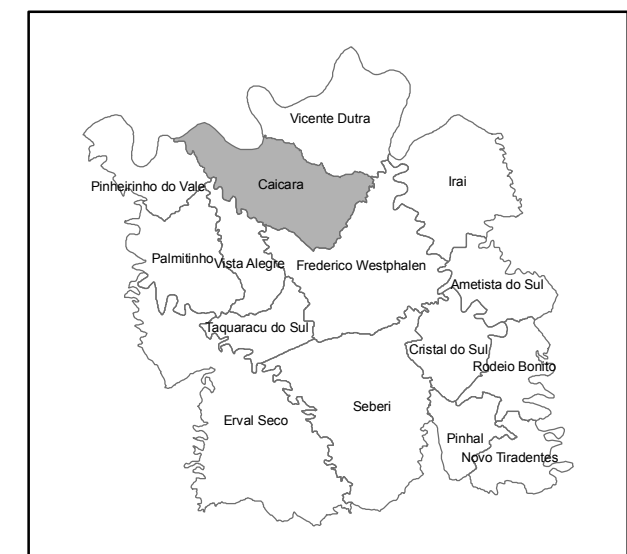 Vicente Dutra
Irai
Pinheirinho do Vale
Caicara
Palmitinho
Vista Alegre
Frederico Westphalen
Ametista do Sul
Taquaracu do Sul
Cristal do Sul
Rodeio Bonito
Seberi
Erval Seco
Pinhal
Novo Tiradentes